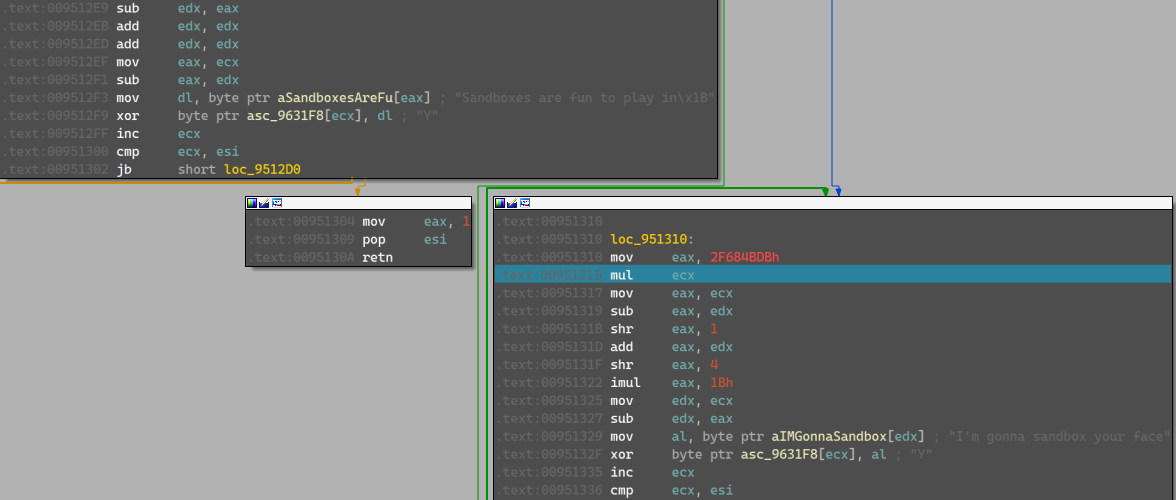 .text:009512E9 sub edx, eax
.text:009512EB add edx, edx
.text:009512ED add edx, edx
.text:009512EF mov eax, ecx
.text:009512F1 sub eax, edx
.text:009512F3 mov dl, byte ptr aSandboxesAreFu[eax] ; "Sandboxes are fun to play in\x1B"
.text:009512F9 xor byte ptr asc_9631F8[ecx], dl ; "Y"
.text:009512FF inc ecx
.text:00951300 cmp ecx, esi
.text:00951302 jb short loc_9512D0
.text:00951304 mov eax, 1
.text:00951309 pop esi
.text:0095130A retn
.text:00951310
.text:00951310 loc_951310:
.text:00951310 mov eax, 2F684BDBh
.text:00951315 mul ecx
.text:00951317 mov eax, ecx
.text:00951319 sub eax, edx
.text:0095131B shr eax, 1
.text:0095131D add eax, edx
.text:0095131F shr eax, 4
.text:00951322 imul eax, 1Bh
.text:00951325 mov edx, ecx
.text:00951327 sub edx, eax
.text:00951329 mov al, byte ptr aIMGonnaSandbox[edx] ; "I'm gonna sandbox your face"
.text:0095132F xor byte ptr asc_9631F8[ecx], al ; "Y"
.text:00951335 inc ecx
.text:00951336 cmp ecx, esi